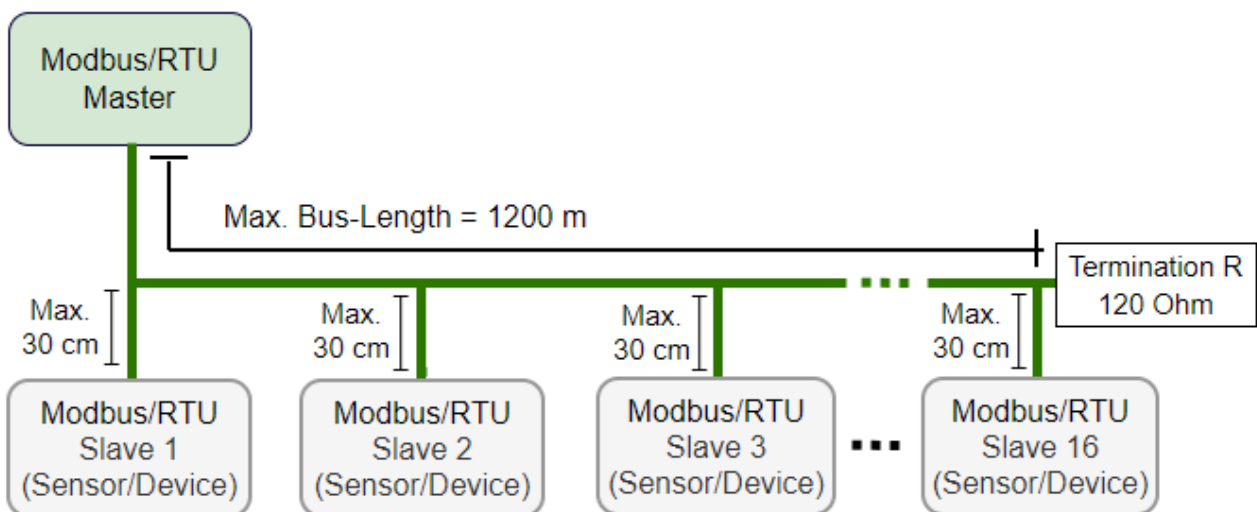 Modbus/RTU
Master
Max. Bus-Length = 1200 m
Termination R
120 Ohm
Max.
30 cm
Max.
30 cm
Max.
30 cm
Max.
30 cm
Modbus/RTU
Slave 1
(Sensor/Device)
Modbus/RTU
Slave 2
(Sensor/Device)
Modbus/RTU
Slave 3
(Sensor/Device)
Modbus/RTU
Slave 16
(Sensor/Device)